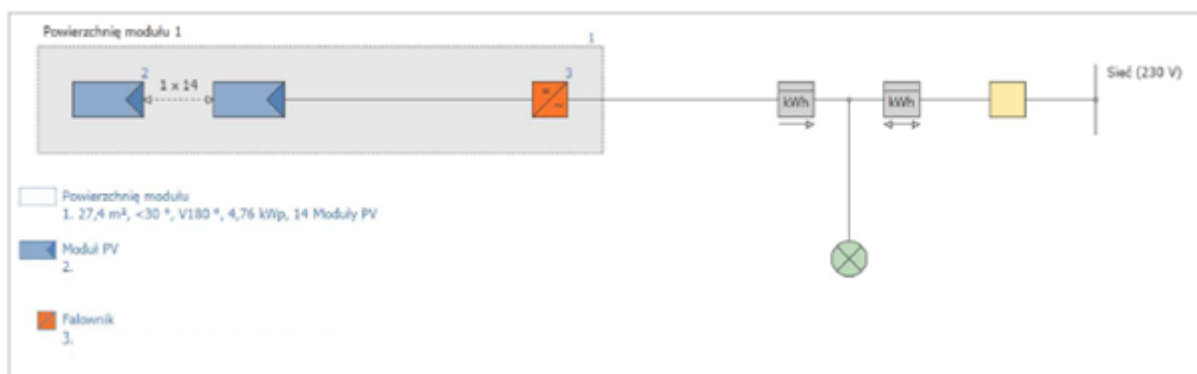 Powierzchnię modułu 1
1
2
1 x 14
3
kWh
kWh
Sieć (230 V)
Powierzchnię modułu
1. 27,4 m², <30 °, V180 °, 4,76 kWp, 14 Moduły PV
Moduł PV
2.
Falownik
3.